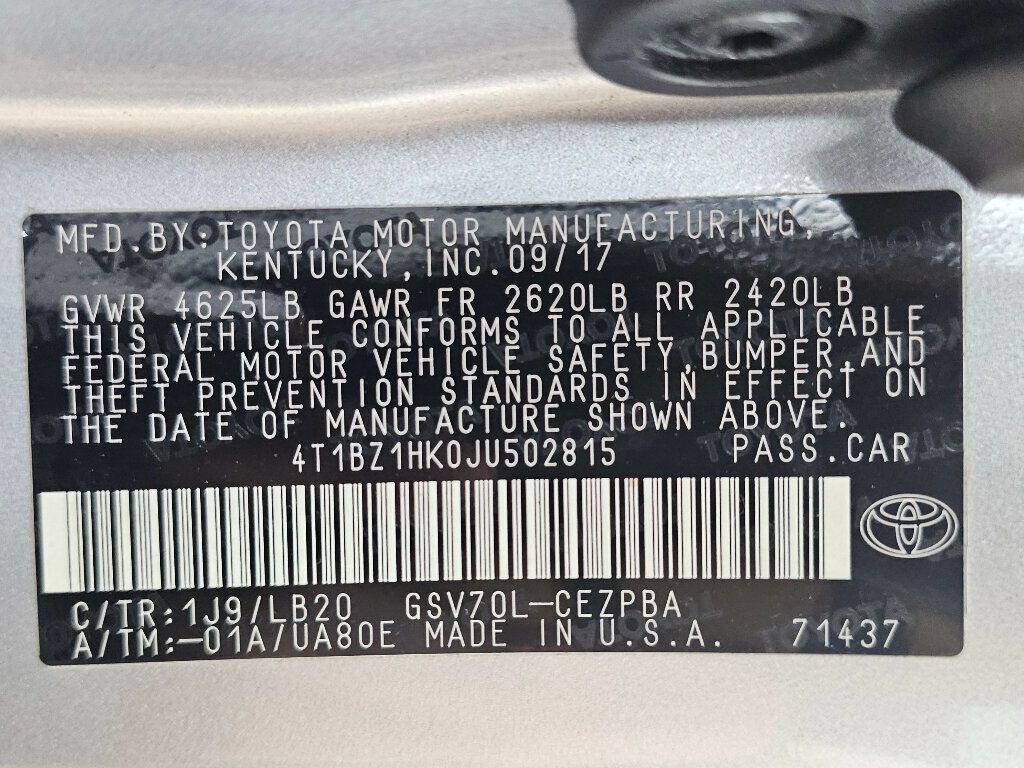 MFD.BY:TOYOTA MOTOR MANUFACTURING,
KENTUCKY,INC.09/17
GVWR 4625LB GAWR FR 2620LB RR 2420LB
THIS VEHICLE CONFORMS TO ALL APPLICABLE
FEDERAL MOTOR VEHICLE SAFETY,BUMPER,AND
THEFT PREVENTION STANDARDS IN EFFECT ON
THE DATE OF MANUFACTURE SHOWN ABOVE.
4T1BZ1HK0JU502815 PASS.CAR
C/TR:1J9/LB20 GSV70L-CEZPBA
A/TM:-01A/UA80E MADE IN U.S.A. 71437